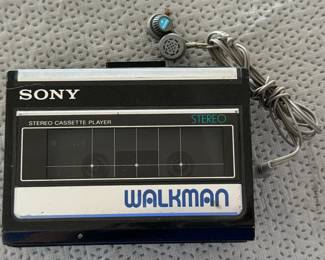 SONY
STEREO CASSETTE PLAYER
STEREO
WALKMAN